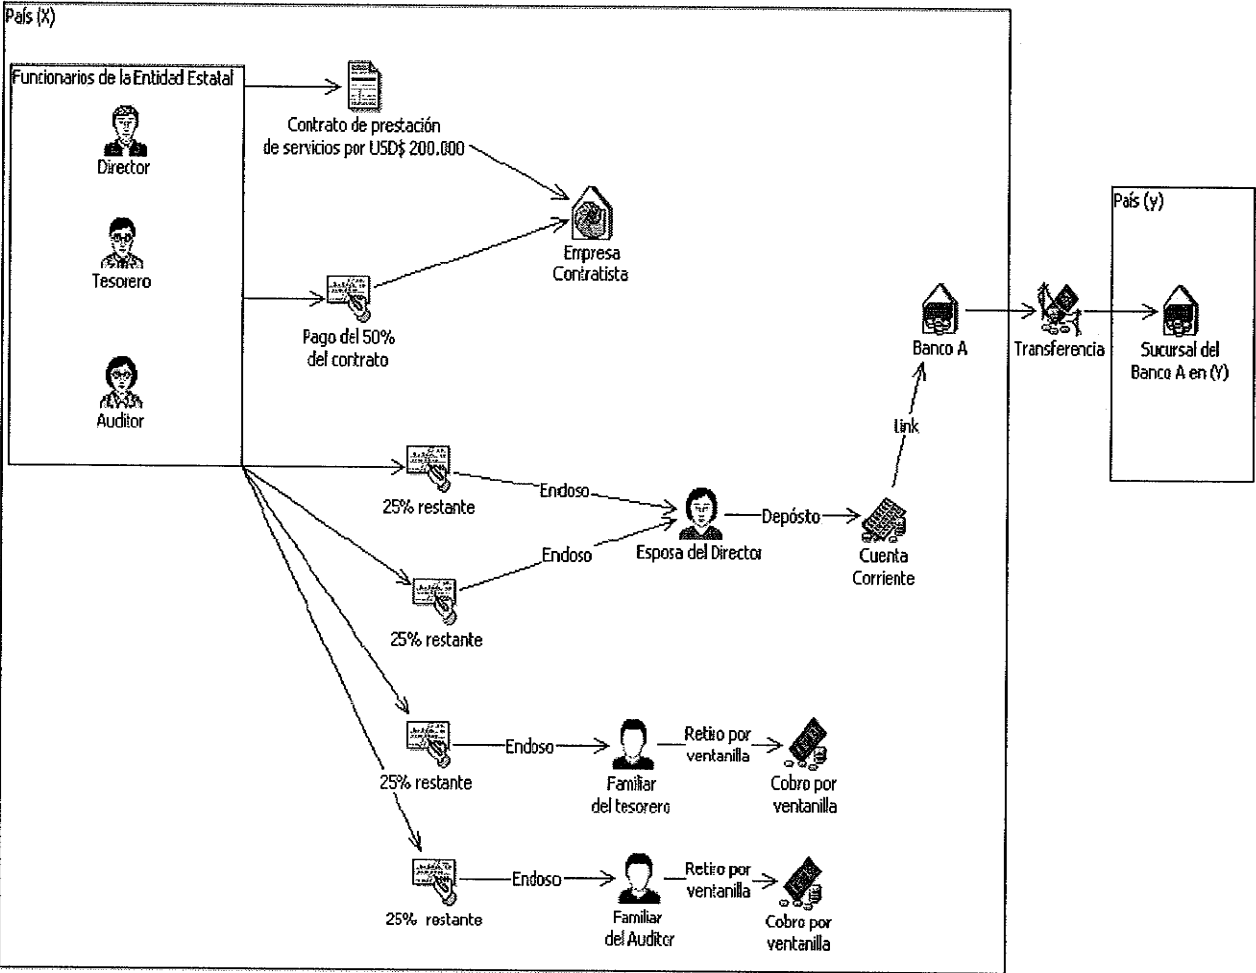 País (X)
Funcionarios de la Entidad Estatal
Director
Tesorero
Auditor
Contrato de prestación
de servicios por USD$ 200.000
Empresa
Contratista
Pago del 50%
del contrato
25% restante
Endoso
25% restante
Endoso
Esposa del Director
Depósito
Cuenta
Corriente
Link
Banco A
Transferencia
País (y)
Sucursal del
Banco A en (Y)
25% restante
Endoso
Familiar
del tesorero
Retiro por
ventanilla
Cobro por
ventanilla
25% restante
Endoso
Familiar
del Auditor
Retiro por
ventanilla
Cobro por
ventanilla